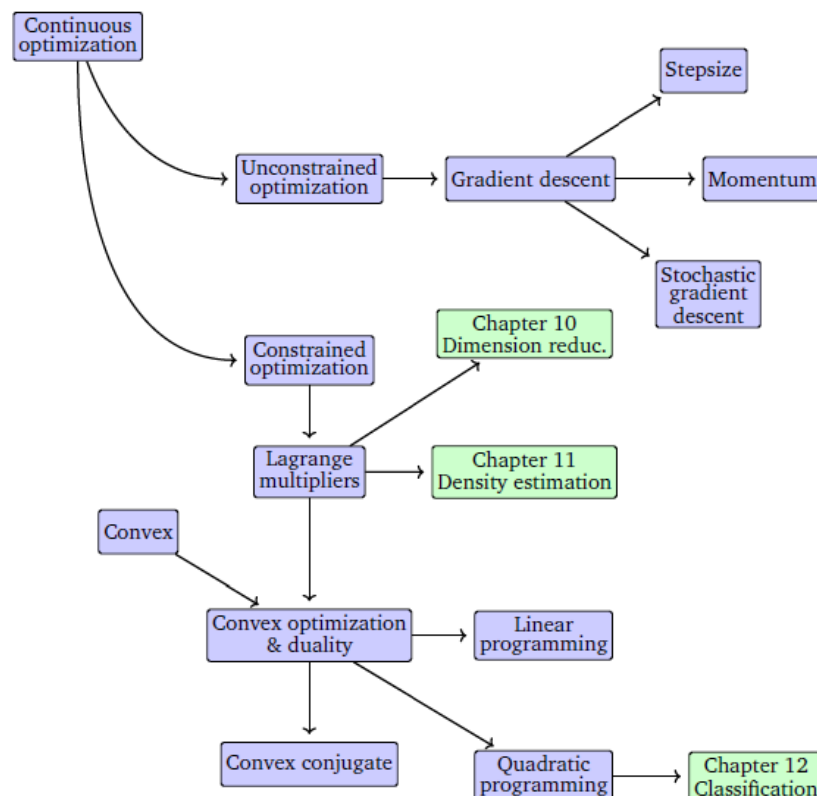 Continuous
optimization
Stepsize
Unconstrained
optimization
Gradient descent
Momentum
Stochastic
gradient
descent
Chapter 10
Dimension reduc.
Constrained
optimization
Lagrange
multipliers
Chapter 11
Density estimation
Convex
Convex optimization
& duality
Linear
programming
Convex conjugate
Quadratic
programming
Chapter 12
Classification